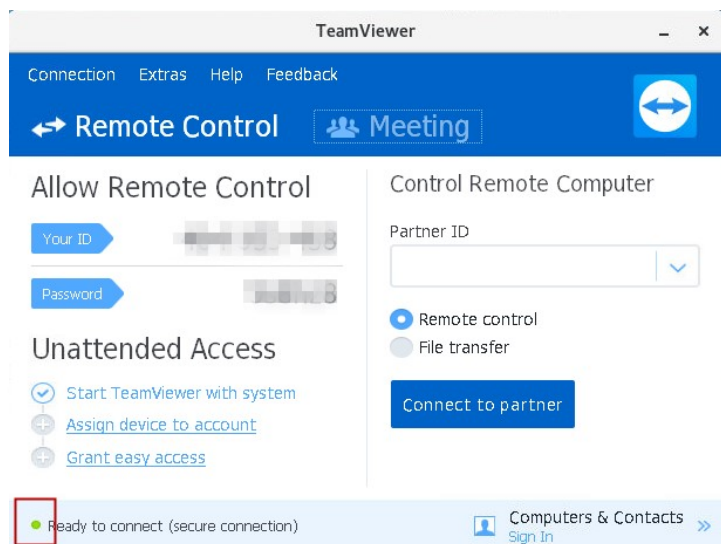 TeamViewer
Connection Extras Help Feedback
Remote Control Meeting
Allow Remote Control
Your ID
Password
Unattended Access
Start TeamViewer with system
Assign device to account
Grant easy access
Control Remote Computer
Partner ID
Remote control
File transfer
Connect to partner
Ready to connect (secure connection)
Computers & Contacts
Sign In